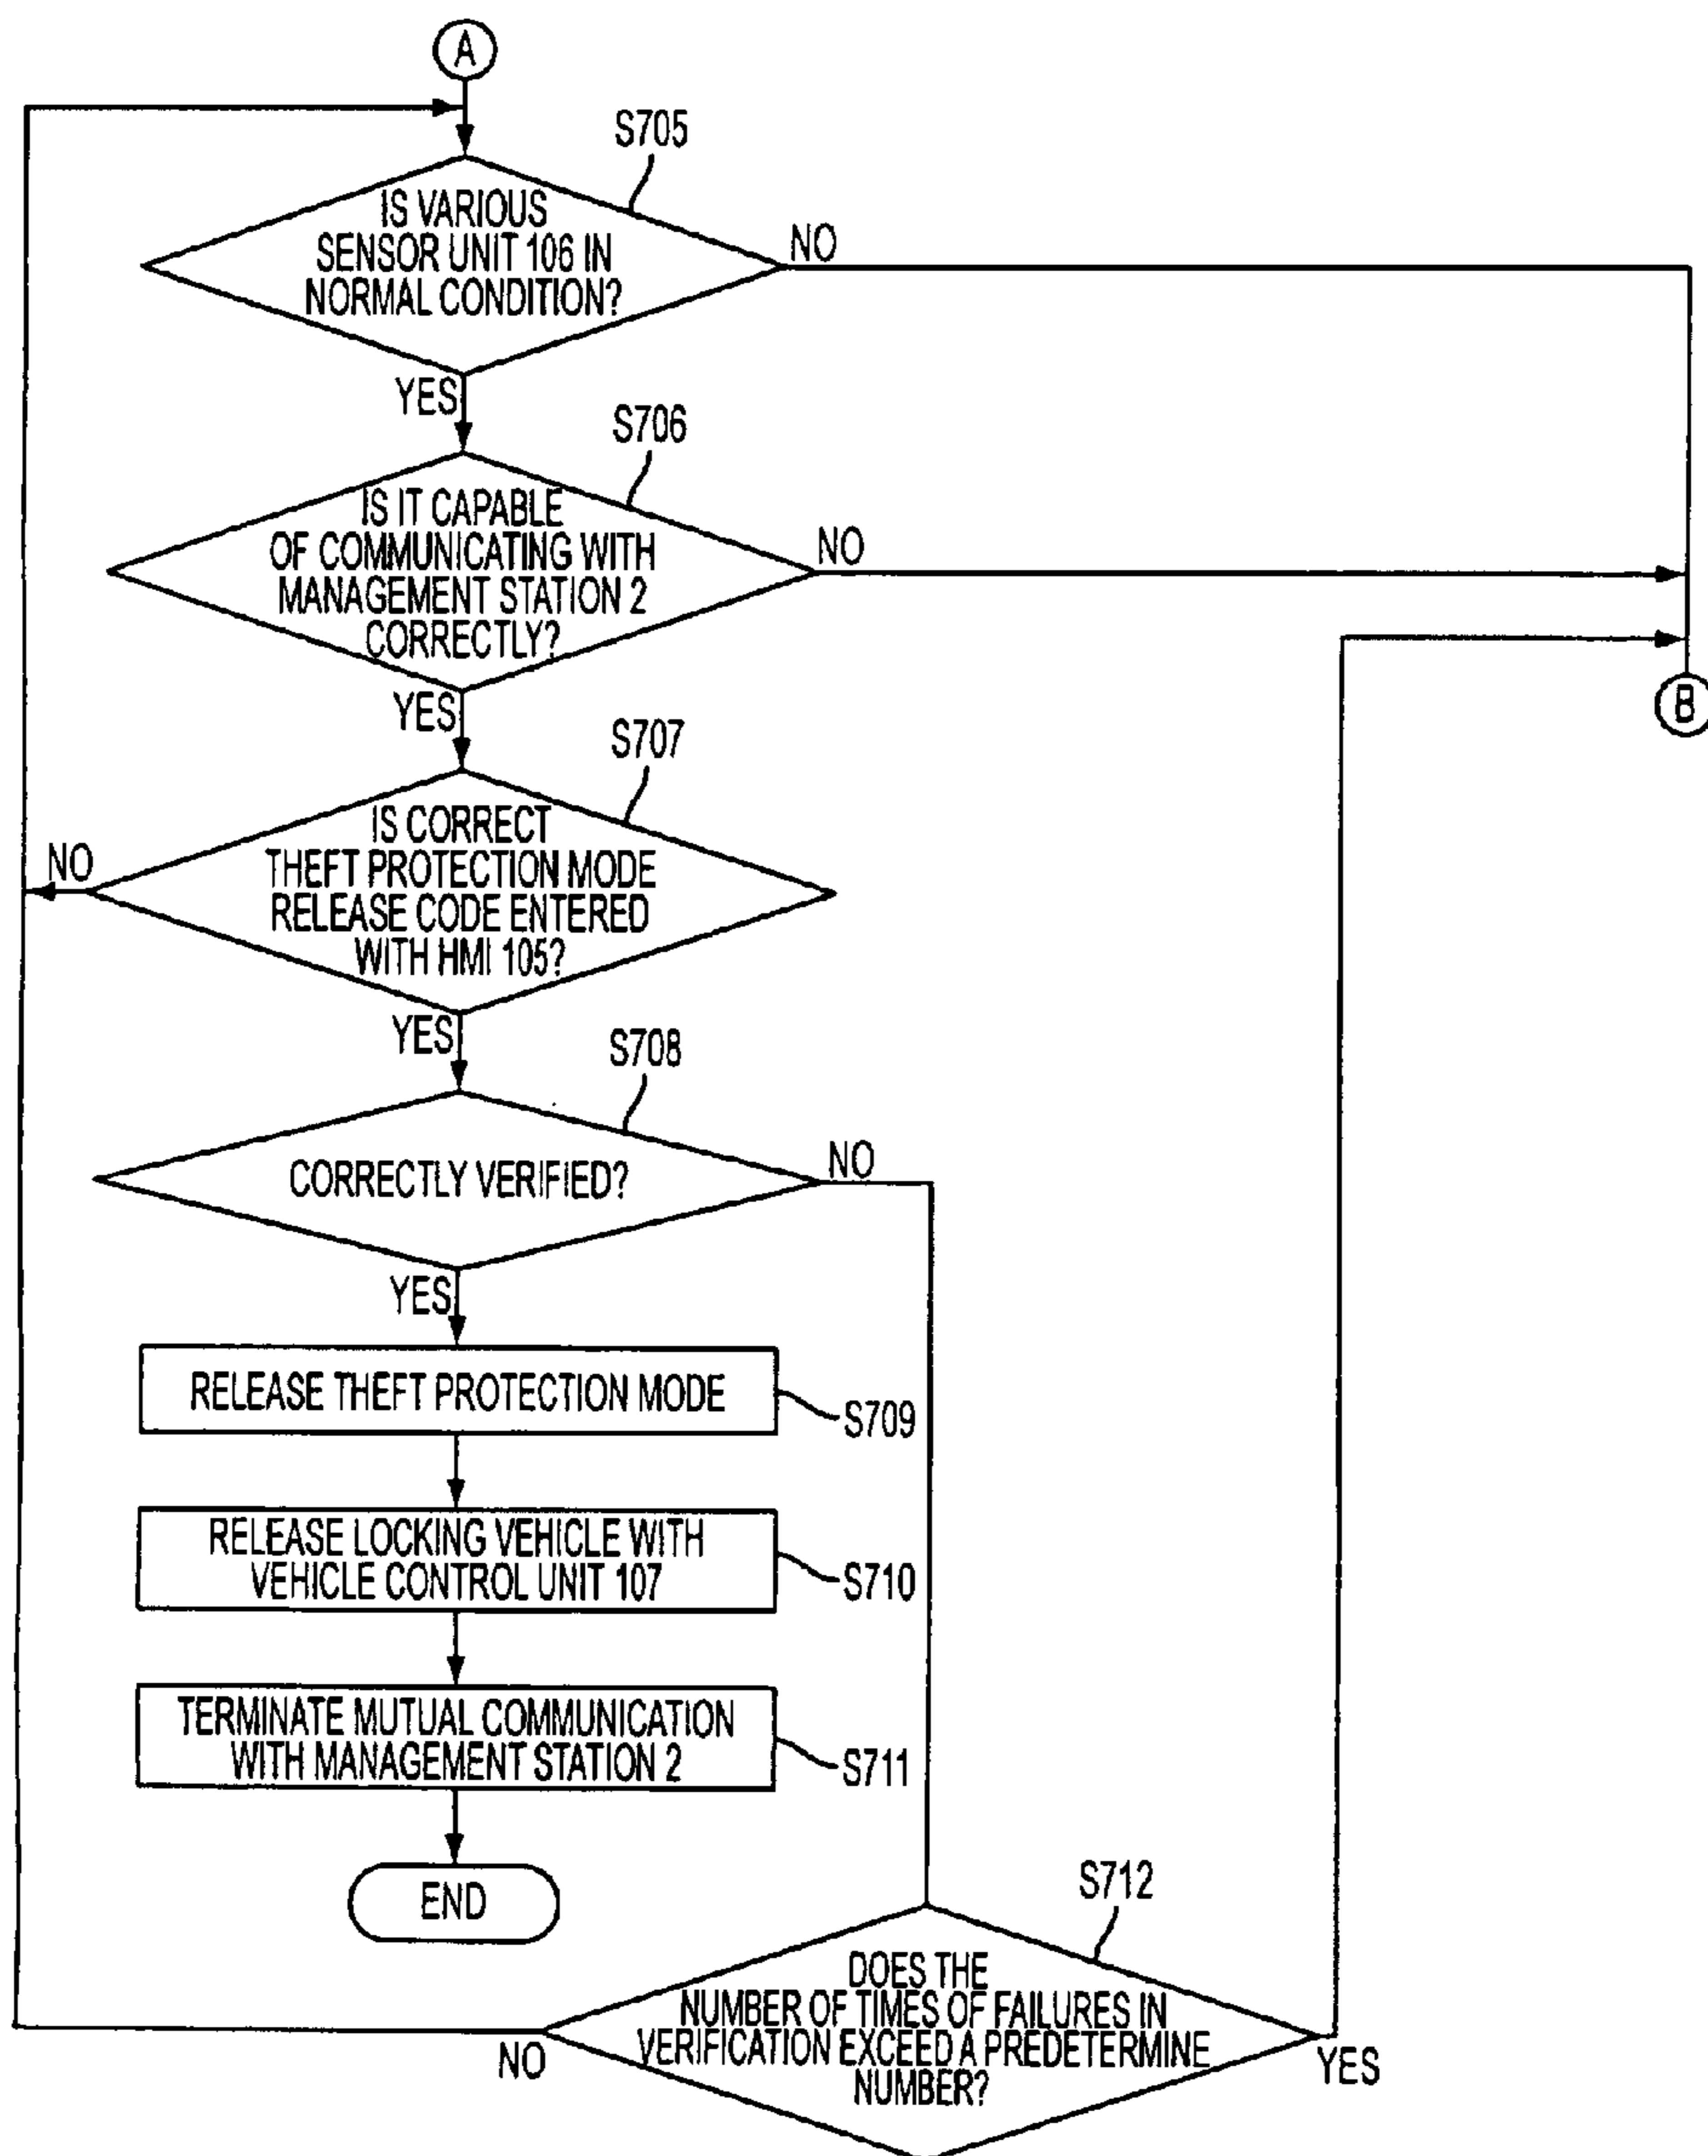 A
S705
IS VARIOUS
SENSOR UNIT 106 IN
NORMAL CONDITION?
NO
YES
S706
IS IT CAPABLE
OF COMMUNICATING WITH
MANAGEMENT STATION 2
CORRECTLY?
NO
B
YES
S707
IS CORRECT
THEFT PROTECTION MODE
RELEASE CODE ENTERED
WITH HMI 105?
NO
YES
S708
CORRECTLY VERIFIED?
NO
YES
RELEASE THEFT PROTECTION MODE
S709
RELEASE LOCKING VEHICLE WITH
VEHICLE CONTROL UNIT 107
S710
TERMINATE MUTUAL COMMUNICATION
WITH MANAGEMENT STATION 2
S711
END
S712
DOES THE
NUMBER OF TIMES OF FAILURES IN
VERIFICATION EXCEED A PREDETERMINE
NUMBER?
NO
YES